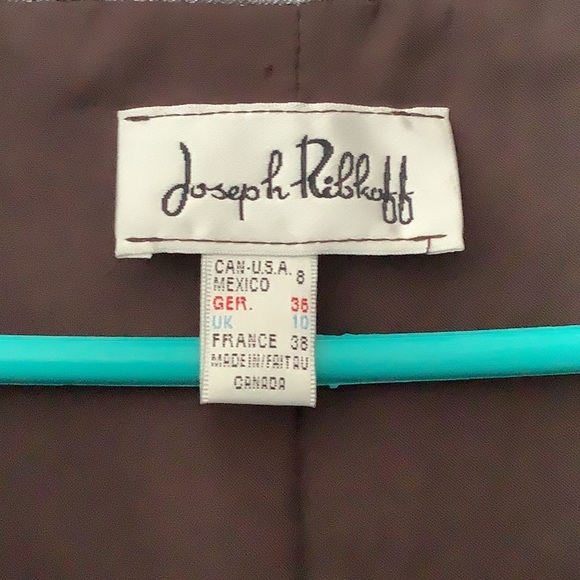 Joseph Ribkoff
CAN-U.S.A. 8
MEXICO
GER. 36
UK 10
FRANCE 38
MADE IN/FAIT AU
CANADA